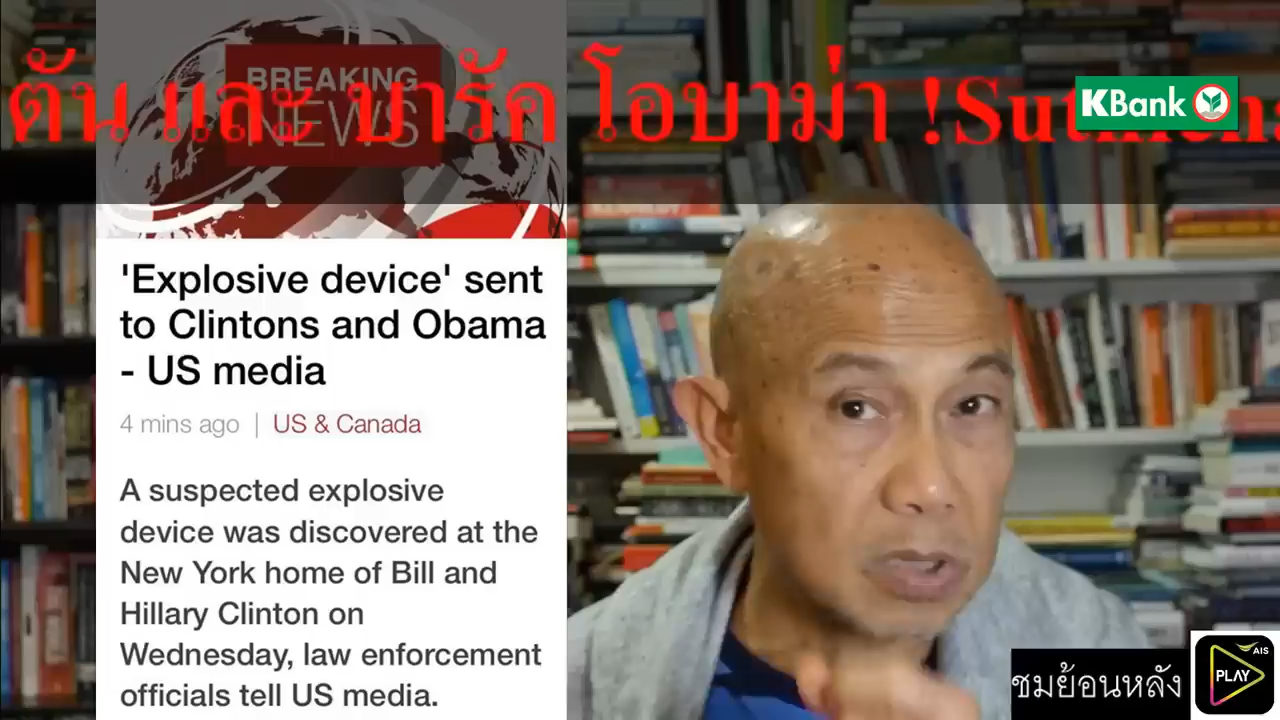 BREAKING
NEWS
ตัน และ บารัค โอบาม่า !Sut
KBank
'Explosive device' sent
to Clintons and Obama
- US media
4 mins ago | US & Canada
A suspected explosive
device was discovered at the
New York home of Bill and
Hillary Clinton on
Wednesday, law enforcement
officials tell US media.
ชมย้อนหลัง
AIS
PLAY